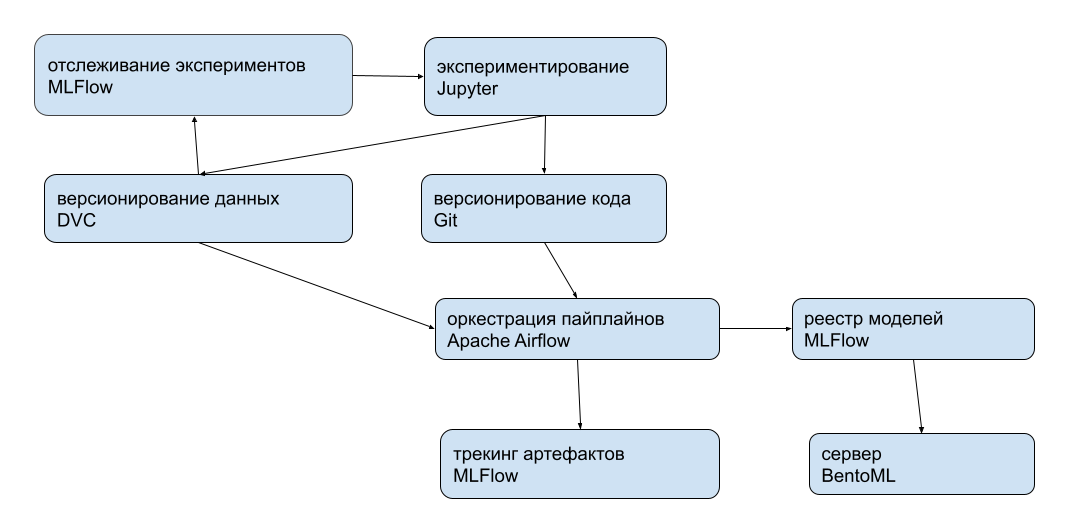 отслеживание экспериментов
MLFlow
экспериментирование
Jupyter
версионирование данных
DVC
версионирование кода
Git
оркестрация пайплайнов
Apache Airflow
реестр моделей
MLFlow
трекинг артефактов
MLFlow
сервер
BentoML